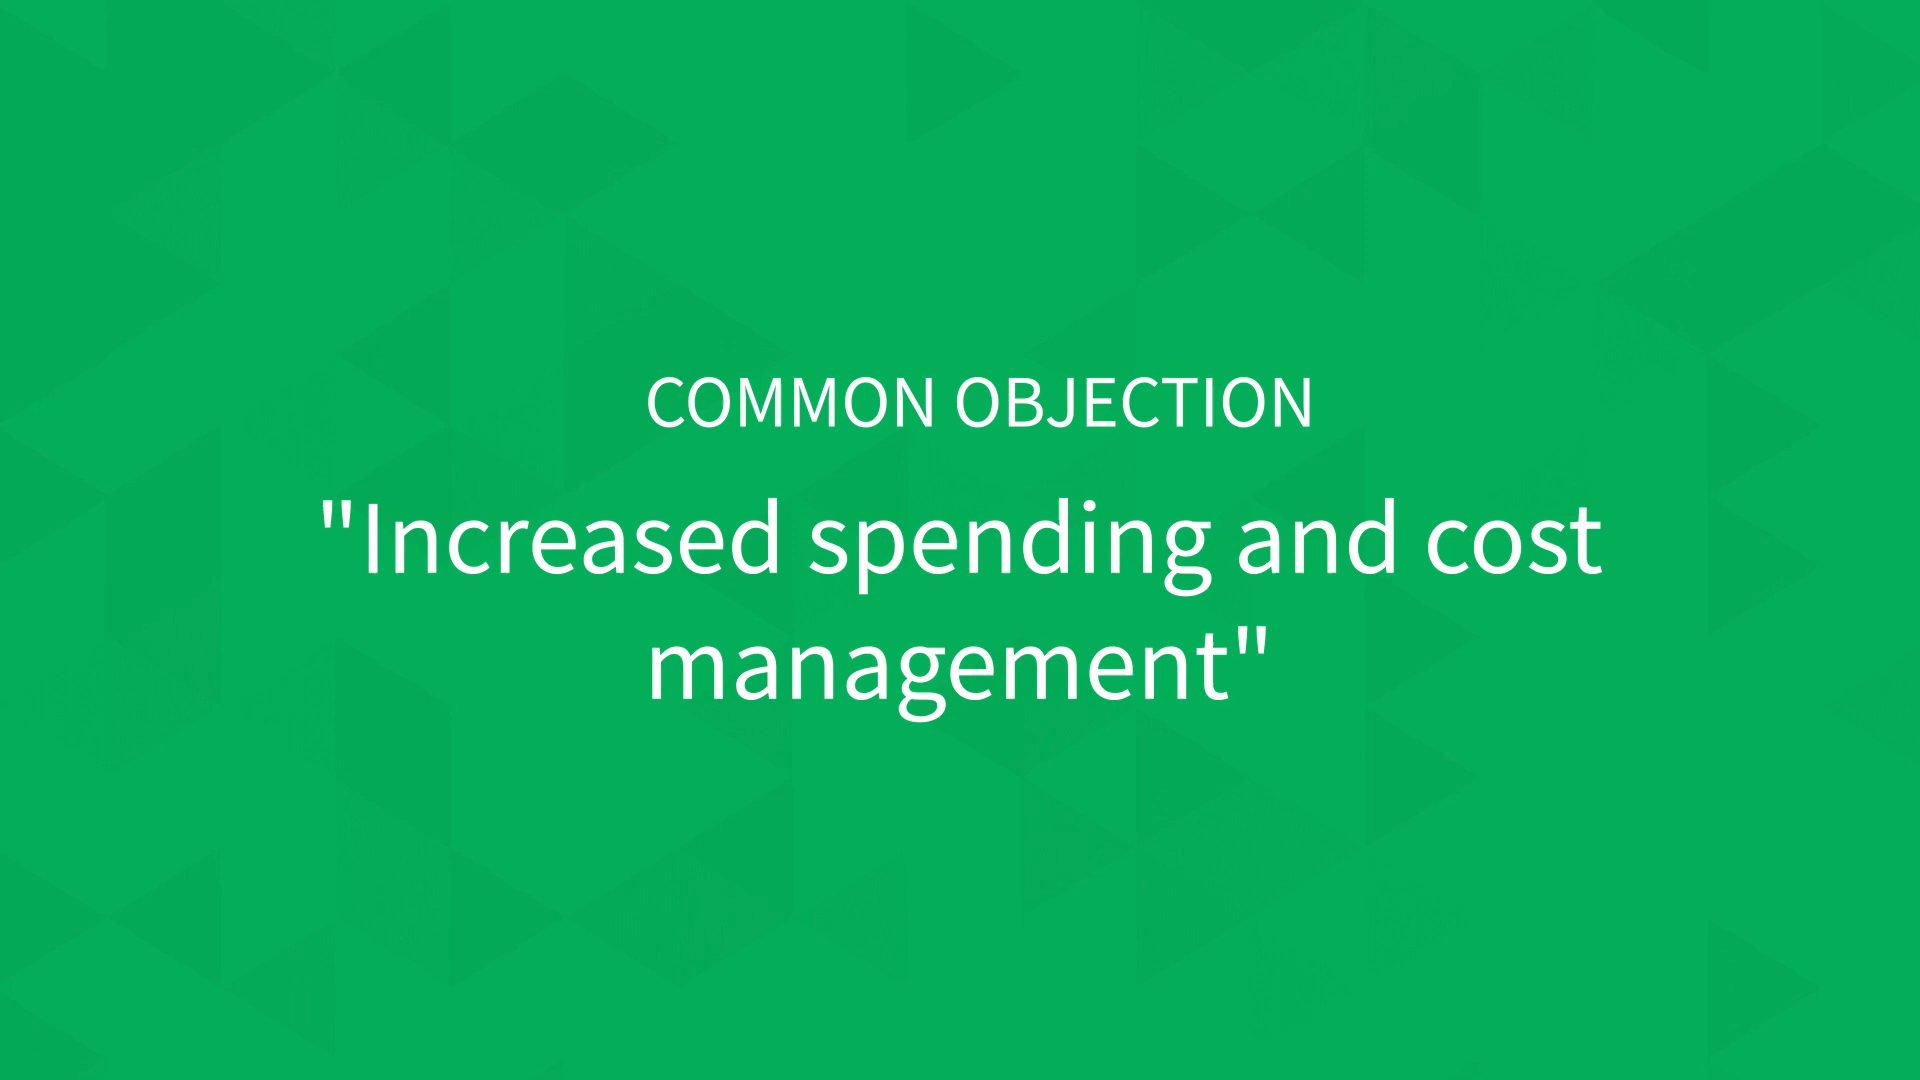 COMMON OBJECTION
"Increased spending and cost
management"